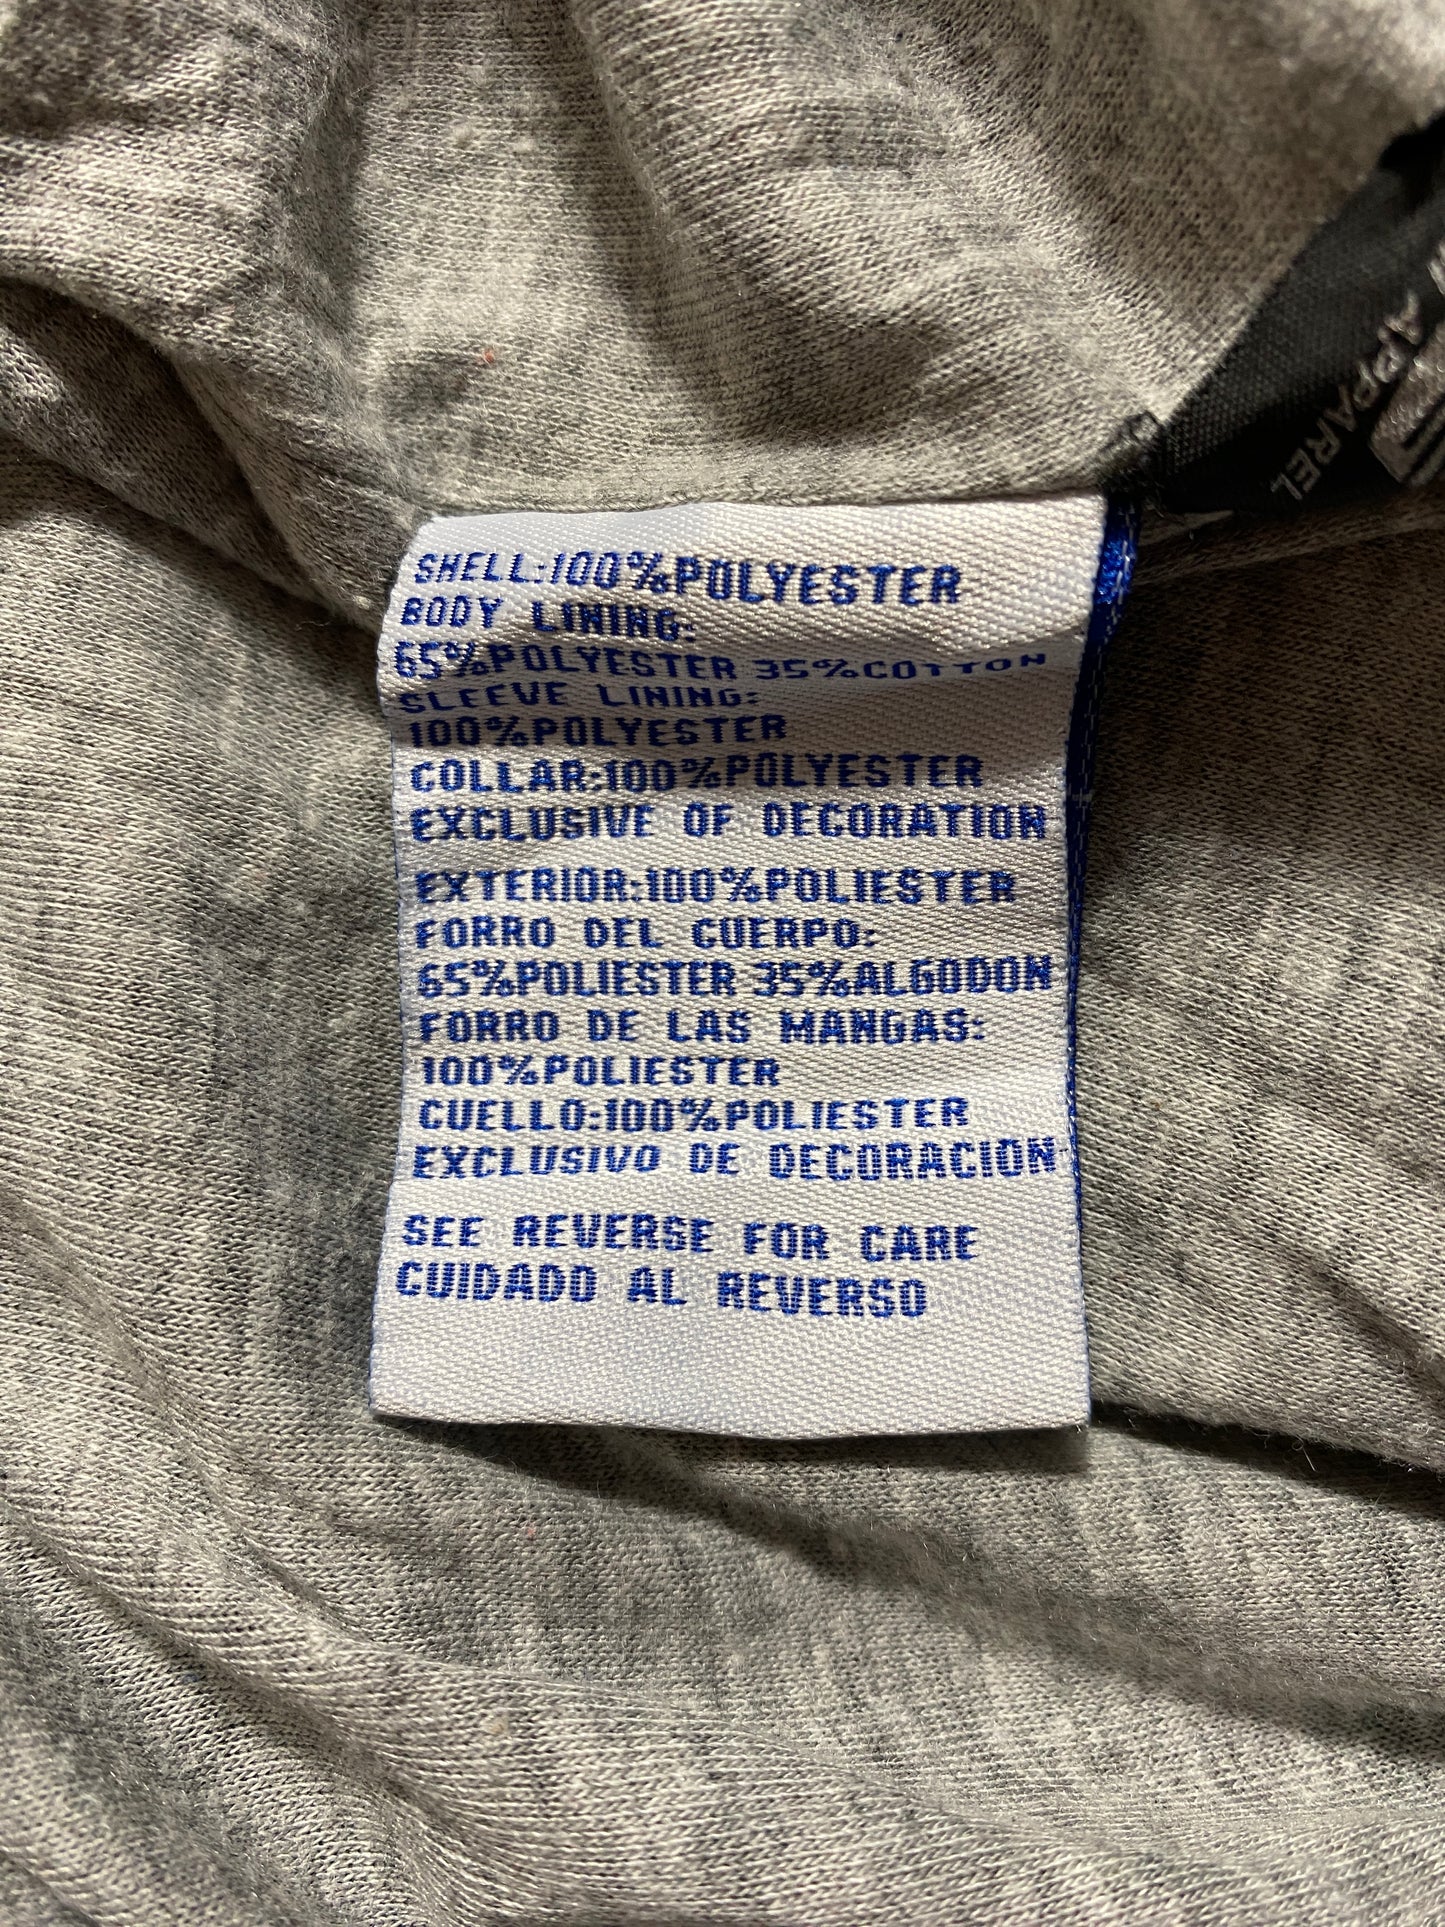 APPAREL
SHELL:100%POLYESTER
BODY LINING:
65%POLYESTER 35%COTTON
SLEEVE LINING:
100%POLYESTER
COLLAR:100%POLYESTER
EXCLUSIVE OF DECORATION
EXTERIOR:100%POLIESTER
FORRO DEL CUERPO:
65%POLIESTER 35%ALGODON
FORRO DE LAS MANGAS:
100%POLIESTER
CUELLO:100%POLIESTER
EXCLUSIVO DE DECORACION
SEE REVERSE FOR CARE
CUIDADO AL REVERSO